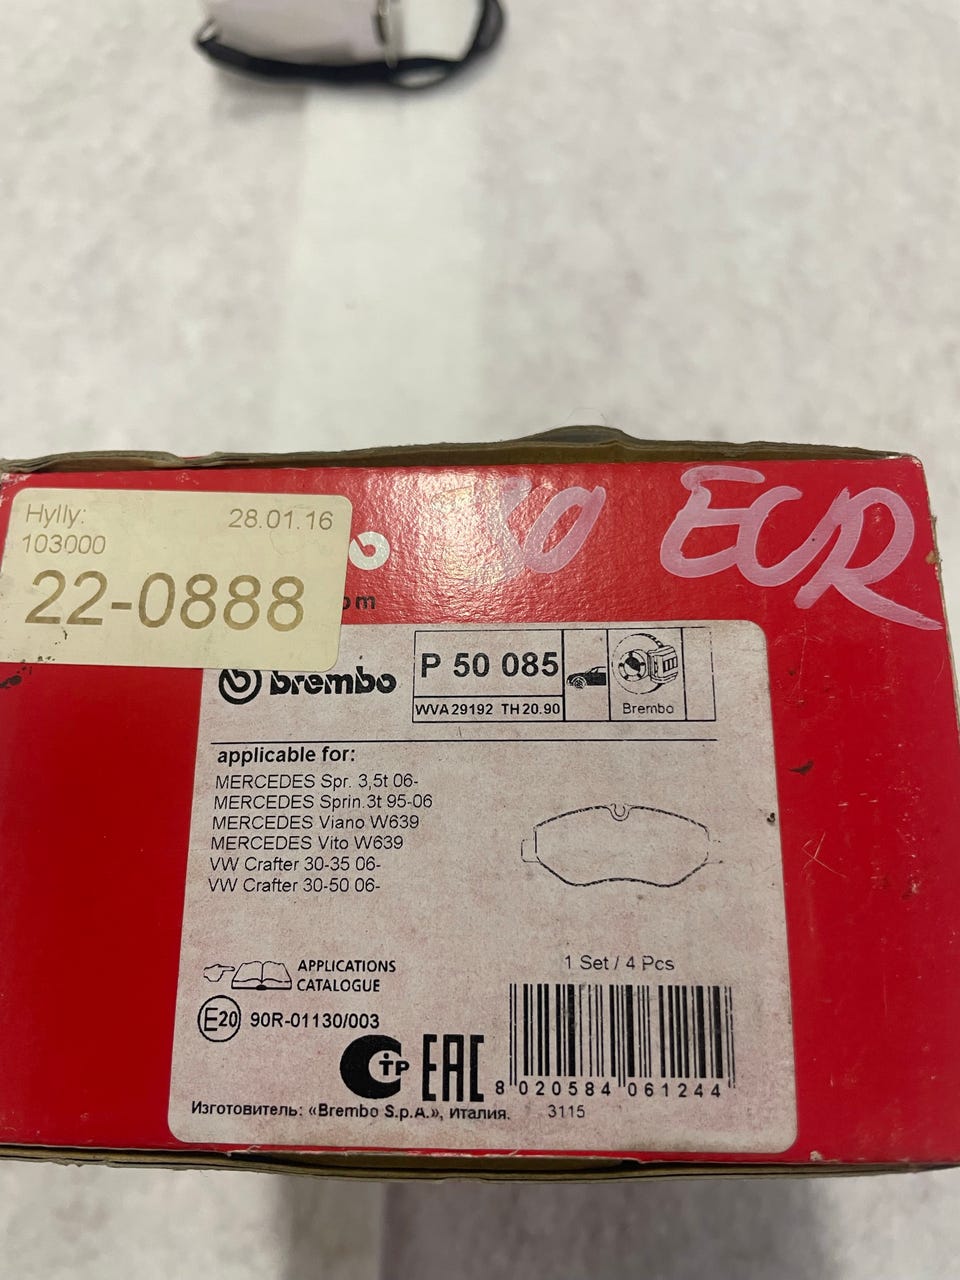 Hylly:
28.01.16
103000
22-0888
EUR
brembo
P 50 085
WVA 29192 TH 20.90
Brembo
applicable for:
MERCEDES Spr. 3,5t 06-
MERCEDES Sprin.3t 95-06
MERCEDES Viano W639
MERCEDES Vito W639
VW Crafter 30-35 06-
VW Crafter 30-50 06-
1 Set / 4 Pcs
APPLICATIONS
CATALOGUE
E20 90R-01130/003
EAC
8 020584 061244
Изготовитель: «Brembo S.p.A.», италия.
3115